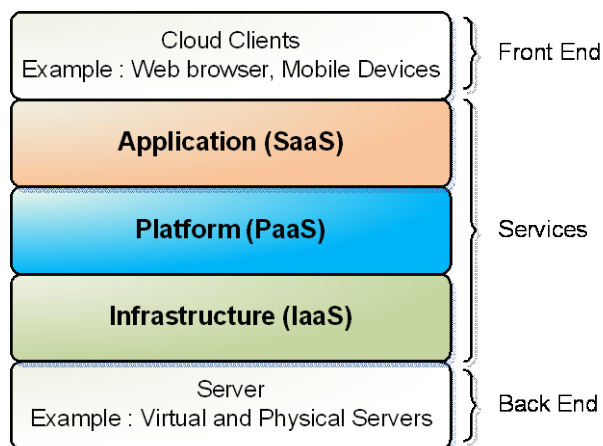 Cloud Clients
Example : Web browser, Mobile Devices
Front End
Application (SaaS)
Platform (PaaS)
Services
Infrastructure (IaaS)
Server
Example : Virtual and Physical Servers
Back End